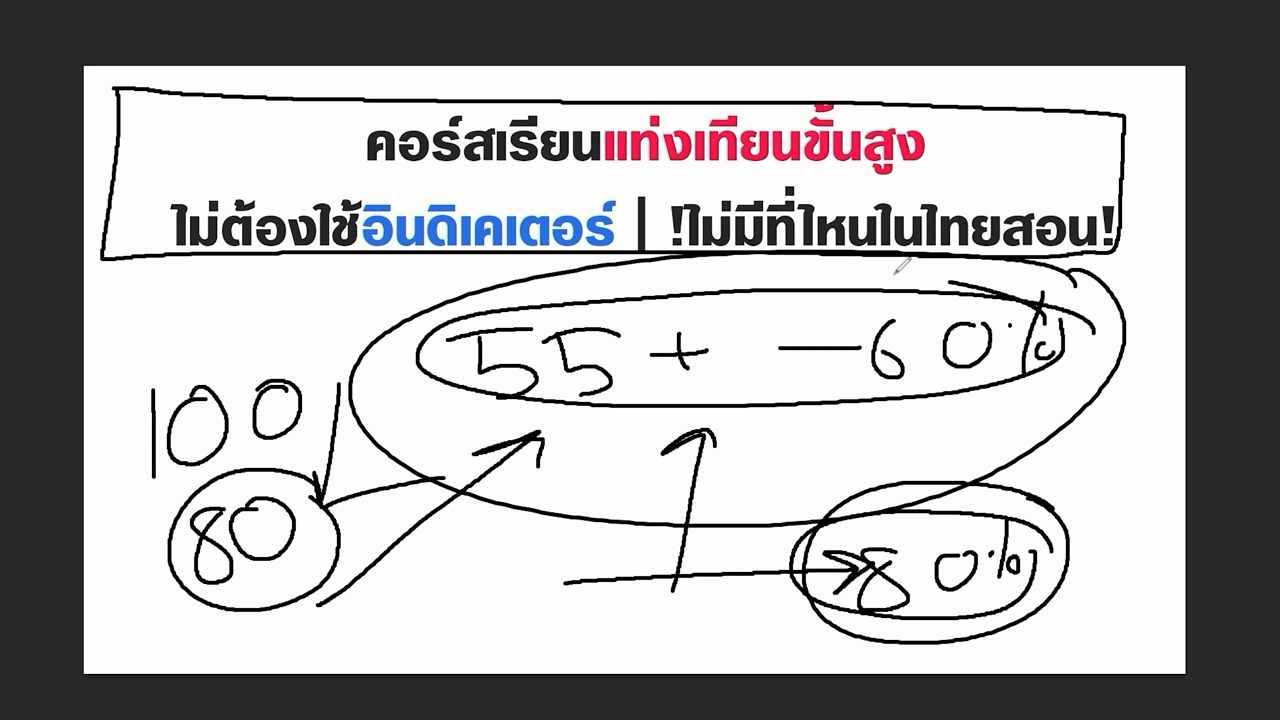 คอร์สเรียนแท่งเทียนขั้นสูง
ไม่ต้องใช้อินดิเคเตอร์ | !ไม่มีที่ไหนในไทยสอน!
55 + — 60%
100
80
80%